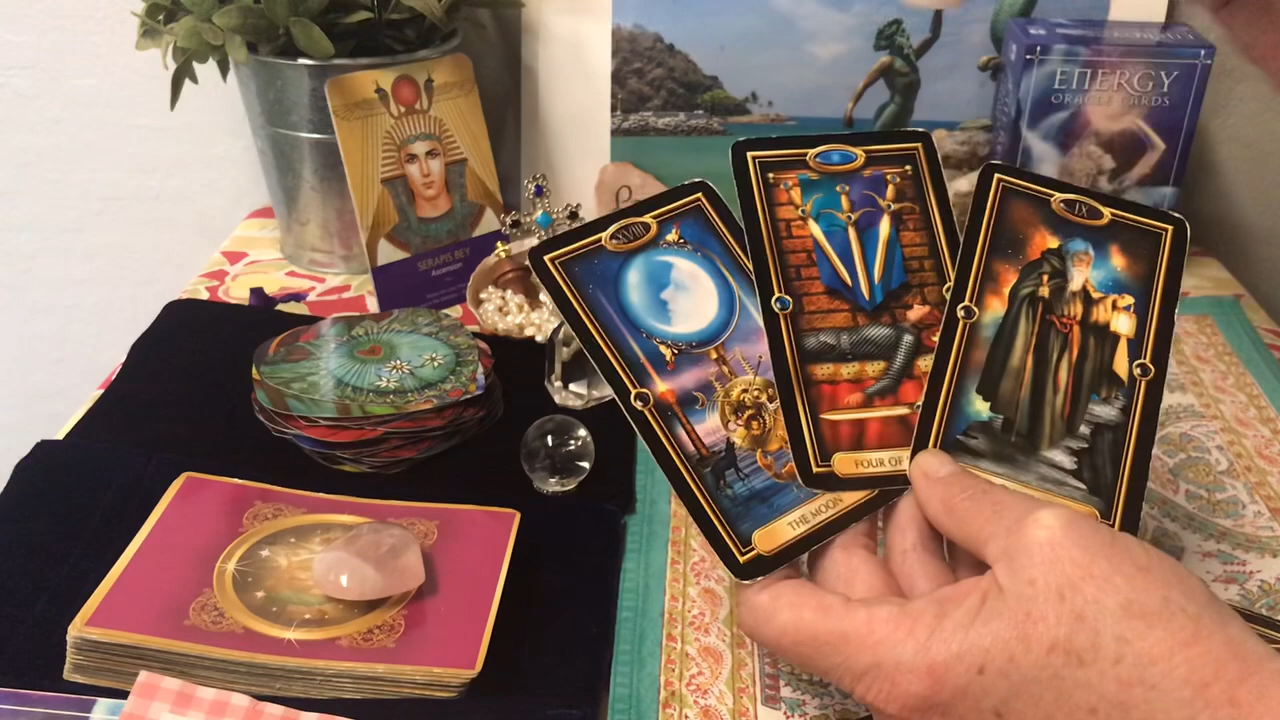 SERAPIS BEY
Ascension
ENERGY
ORACLE CARDS
XVIII
THE MOON
FOUR OF
IX